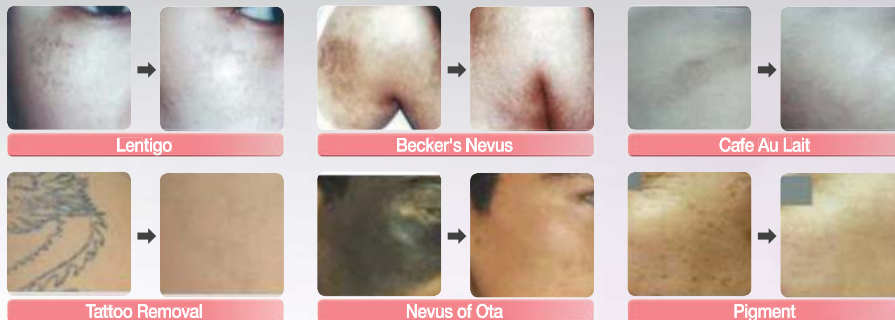 Lentigo
Becker's Nevus
Cafe Au Lait
Tattoo Removal
Nevus of Ota
Pigment